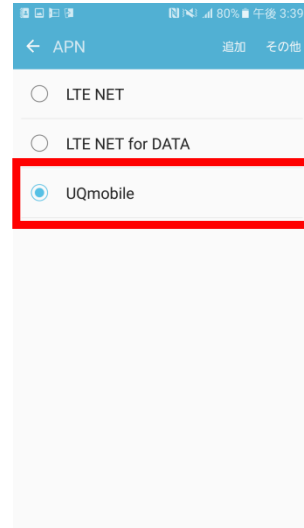 80% 午後 3:39
← APN 追加 その他
LTE NET
LTE NET for DATA
UQmobile